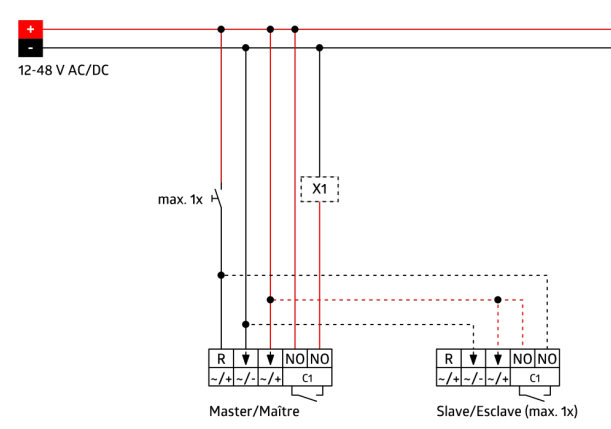 +
-
12-48 V AC/DC
X1
max. 1x
R NO NO
~/+ ~/- ~/+ C1
Master/Maître
R NO NO
~/+ ~/- ~/+ C1
Slave/Esclave (max. 1x)